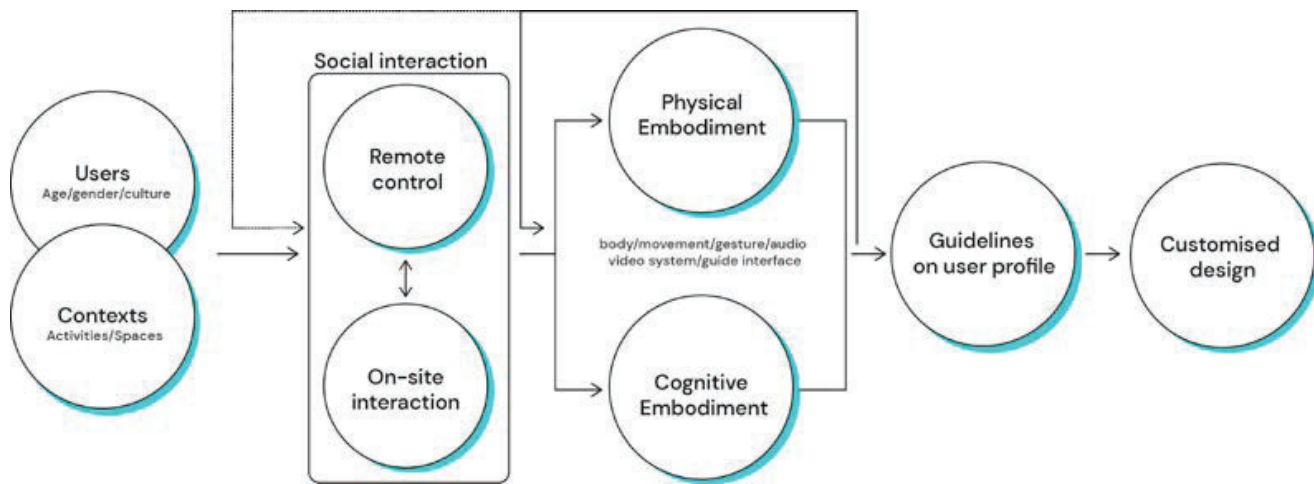 Social interaction
Users
Age/gender/culture
Contexts
Activities/Spaces
Remote
control
On-site
interaction
Physical
Embodiment
body/movement/gesture/audio
video system/guide interface
Cognitive
Embodiment
Guidelines
on user profile
Customised
design